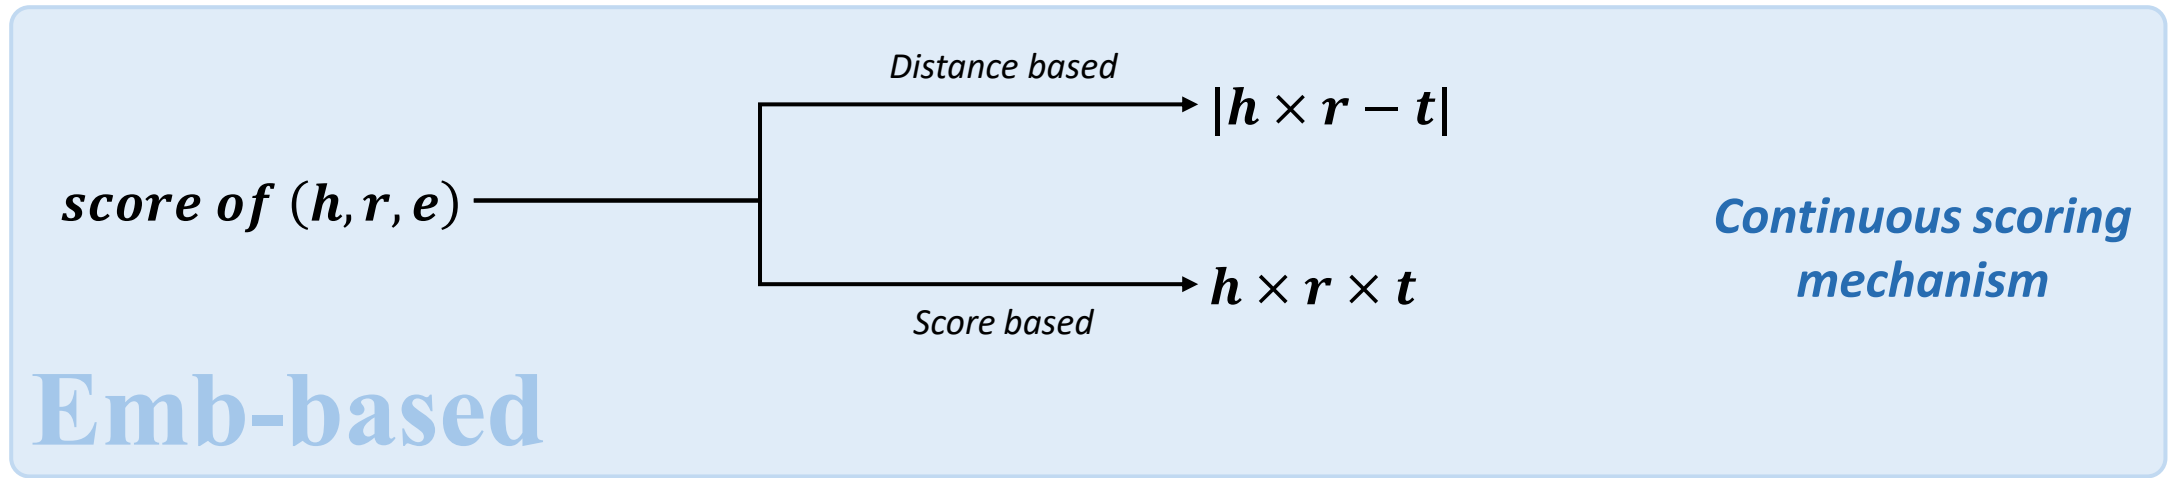 Distance based
|h × r − t|
score of (h, r, e)
Continuous scoring
mechanism
h × r × t
Score based
Emb-based